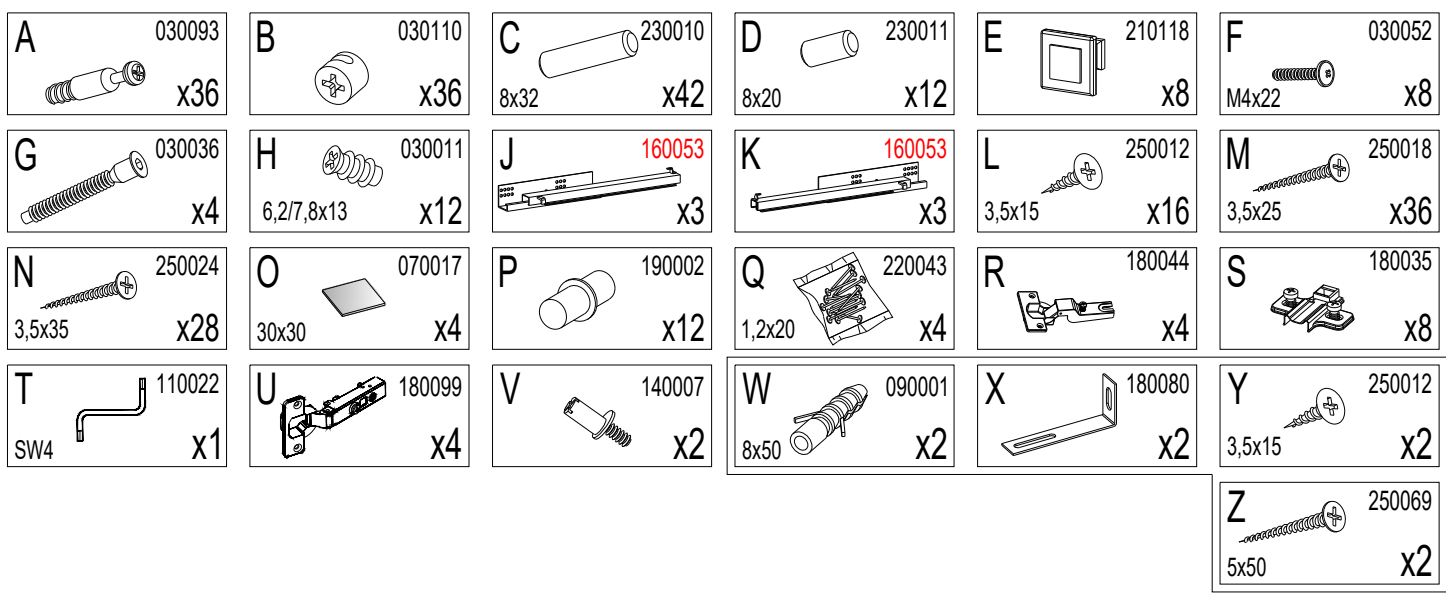 A 030093
x36
B 030110
x36
C 230010
8x32 x42
D 230011
8x20 x12
E 210118
x8
F 030052
M4x22 x8
G 030036
x4
H 030011
6,2/7,8x13 x12
J 160053
x3
K 160053
x3
L 250012
3,5x15 x16
M 250018
3,5x25 x36
N 250024
3,5x35 x28
O 070017
30x30 x4
P 190002
x12
Q 220043
1,2x20 x4
R 180044
x4
S 180035
x8
T 110022
SW4 x1
U 180099
x4
V 140007
x2
W 090001
8x50 x2
X 180080
x2
Y 250012
3,5x15 x2
Z 250069
5x50 x2